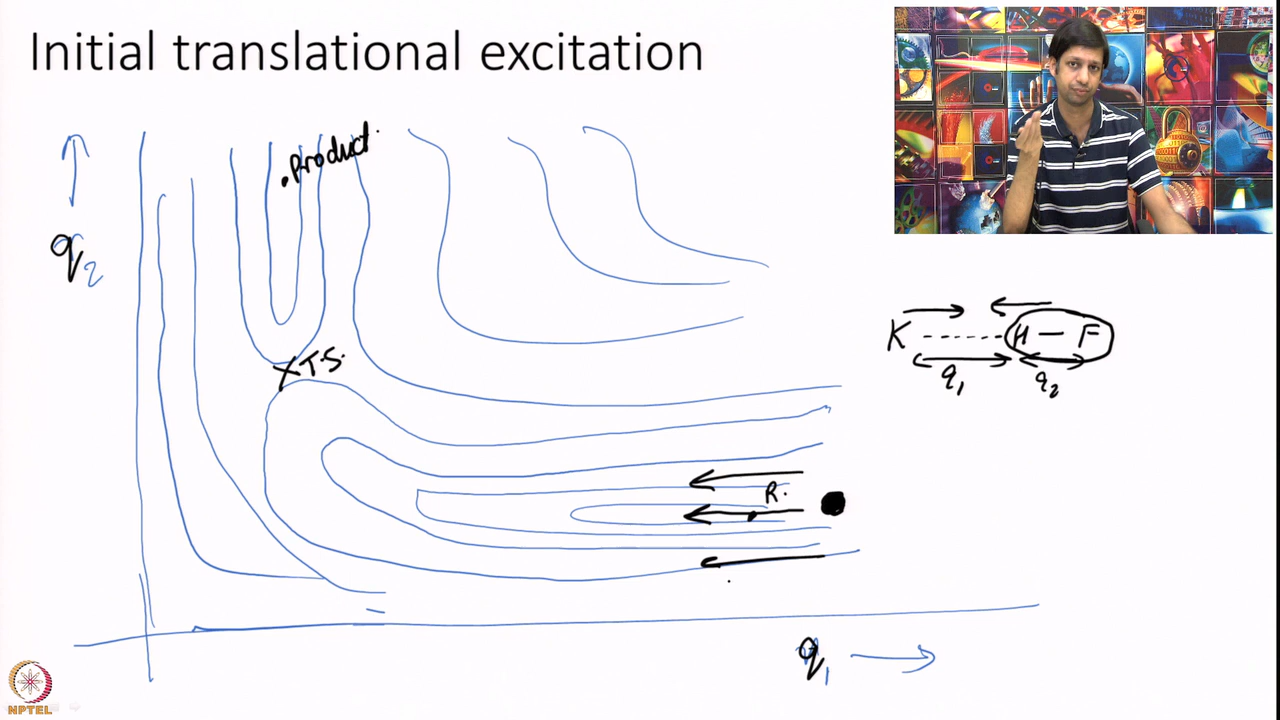 Initial translational excitation
.Product.
q2
K ------ H — F
q1 q2
X T.S.
R.
q1
NPTEL